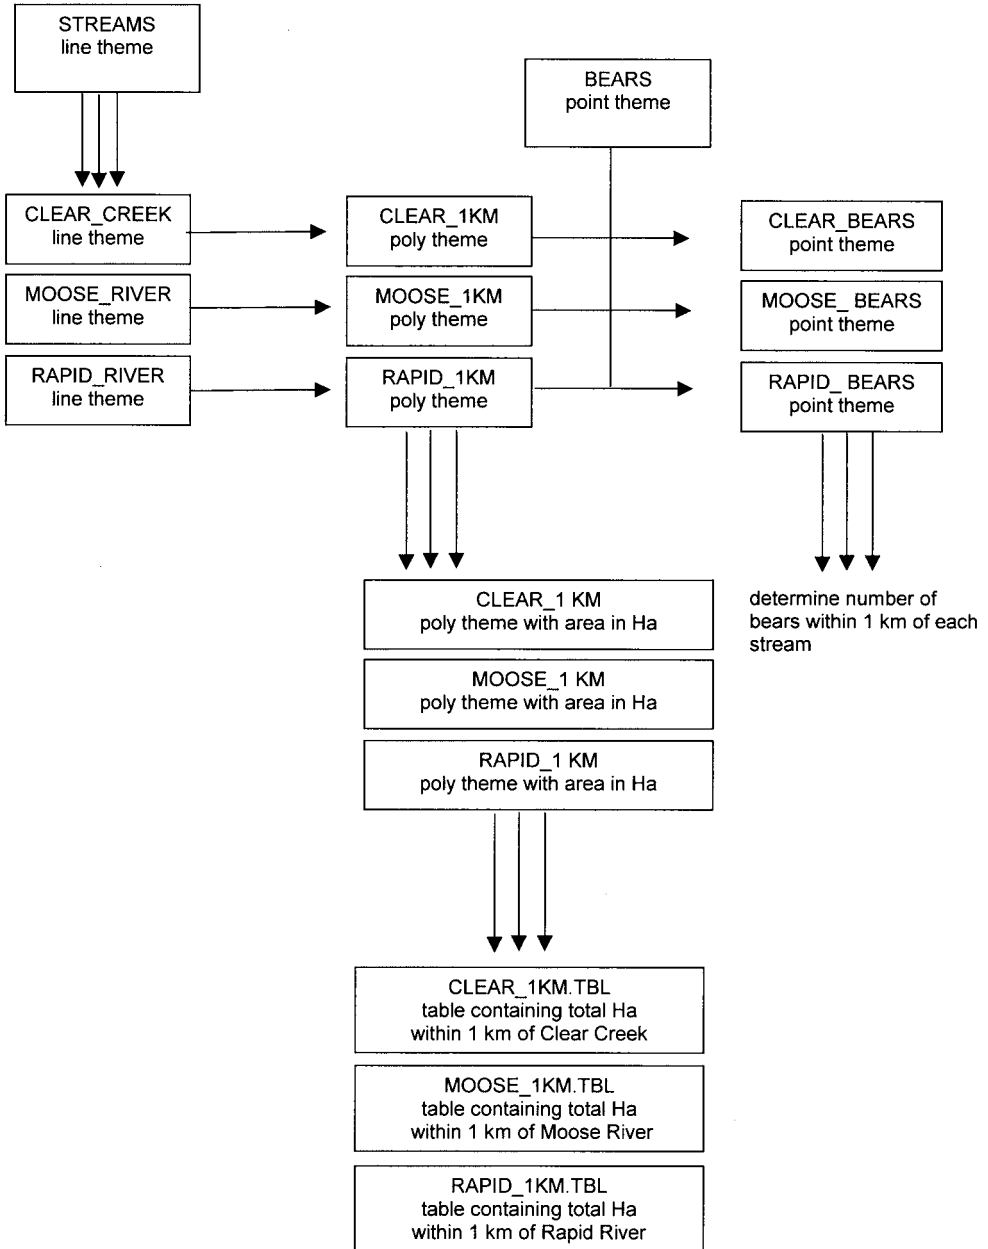 STREAMS
line theme
BEARS
point theme
CLEAR_CREEK
line theme
CLEAR_1KM
poly theme
CLEAR_BEARS
point theme
MOOSE_RIVER
line theme
MOOSE_1KM
poly theme
MOOSE_ BEARS
point theme
RAPID_RIVER
line theme
RAPID_1KM
poly theme
RAPID_ BEARS
point theme
CLEAR_1 KM
poly theme with area in Ha
MOOSE_1 KM
poly theme with area in Ha
RAPID_1 KM
poly theme with area in Ha
determine number of
bears within 1 km of each
stream
CLEAR_1KM.TBL
table containing total Ha
within 1 km of Clear Creek
MOOSE_1KM.TBL
table containing total Ha
within 1 km of Moose River
RAPID_1KM.TBL
table containing total Ha
within 1 km of Rapid River